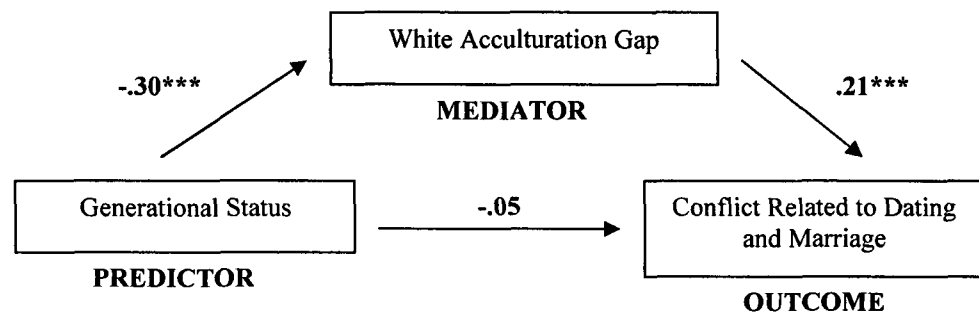 White Acculturation Gap
-.30***
.21***
MEDIATOR
Generational Status
-.05
Conflict Related to Dating
and Marriage
PREDICTOR
OUTCOME